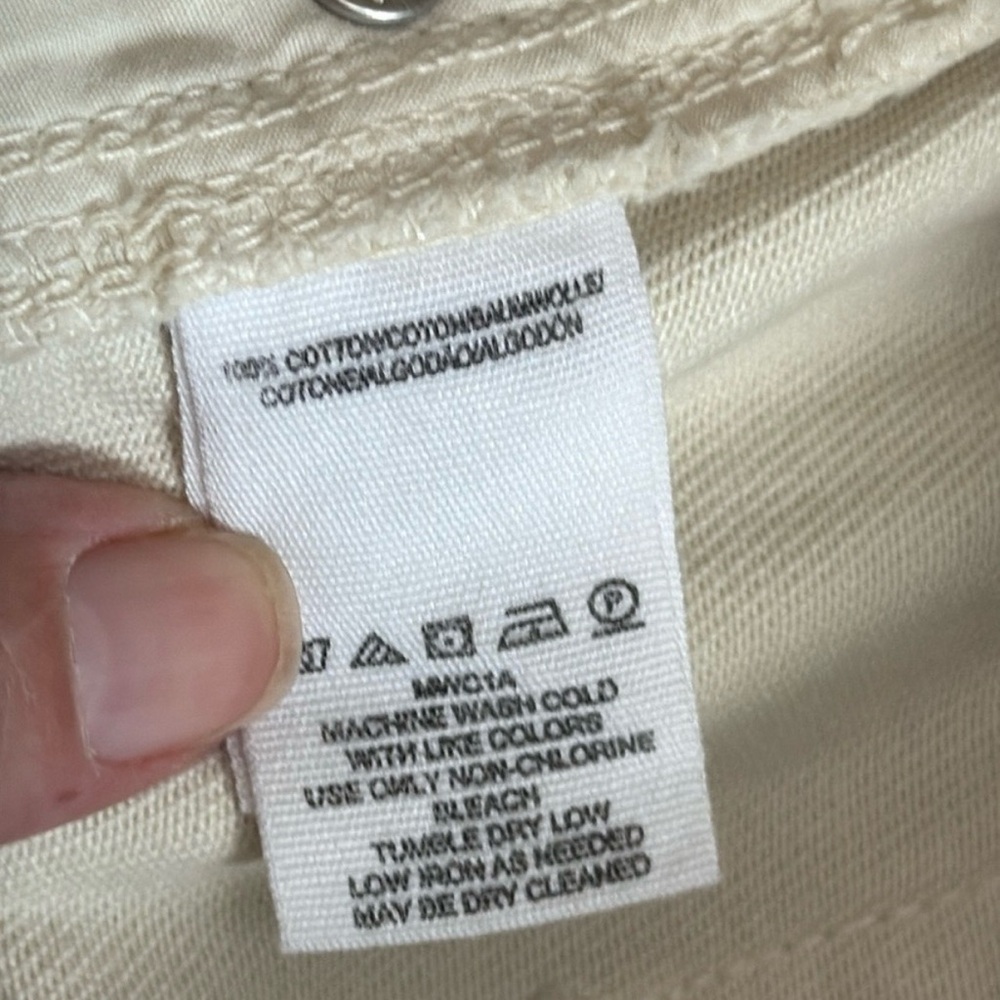 100% COTTON/COTON/BAUMWOLLE/
COTONE/ALGODÃO/ALGODÓN
P
MWC1A
MACHINE WASH COLD
WITH LIKE COLORS
USE ONLY NON-CHLORINE
BLEACH
TUMBLE DRY LOW
LOW IRON AS NEEDED
MAY BE DRY CLEANED